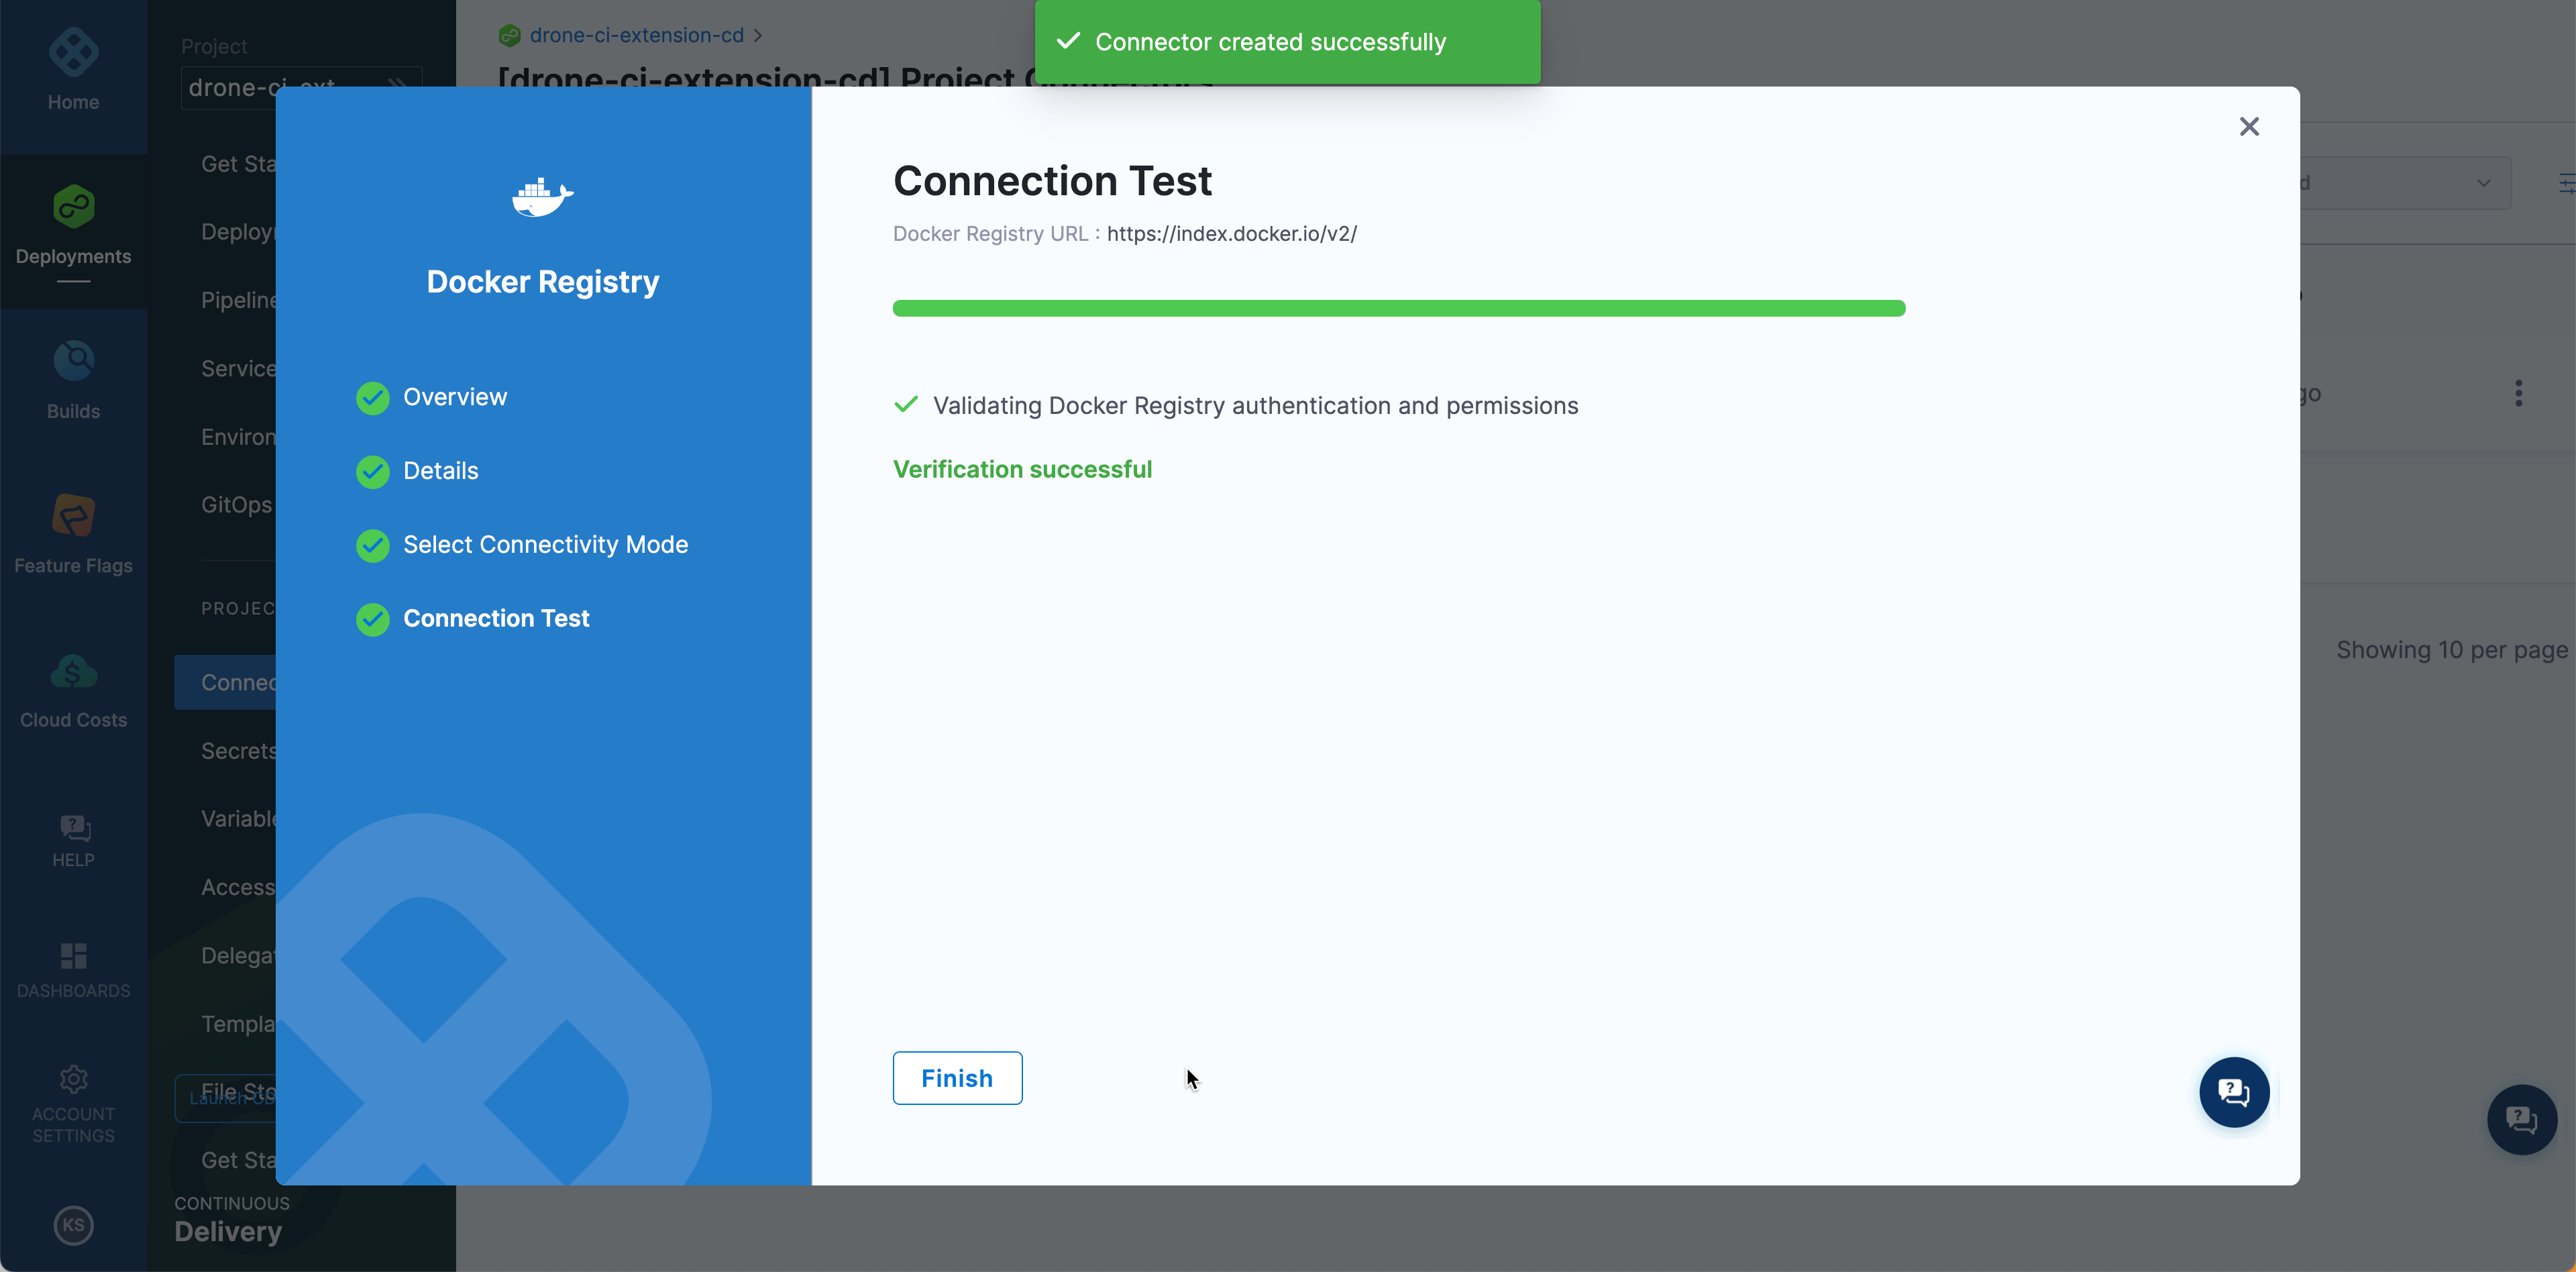 Home
Deployments
Builds
Feature Flags
Cloud Costs
HELP
DASHBOARDS
ACCOUNT
SETTINGS
KS
Project
drone-ci-ext
Get Sta
Deploy
Pipeline
Service
Environ
GitOps
PROJEC
Connec
Secrets
Variable
Access
Delegat
Templa
File Sto
Launch CD
Get Sta
CONTINUOUS
Delivery
drone-ci-extension-cd >
[drone-ci-extension-cd] Project Connectors
Connector created successfully
Docker Registry
Overview
Details
Select Connectivity Mode
Connection Test
Connection Test
Docker Registry URL : https://index.docker.io/v2/
Validating Docker Registry authentication and permissions
Verification successful
Finish
d
go
Showing 10 per page